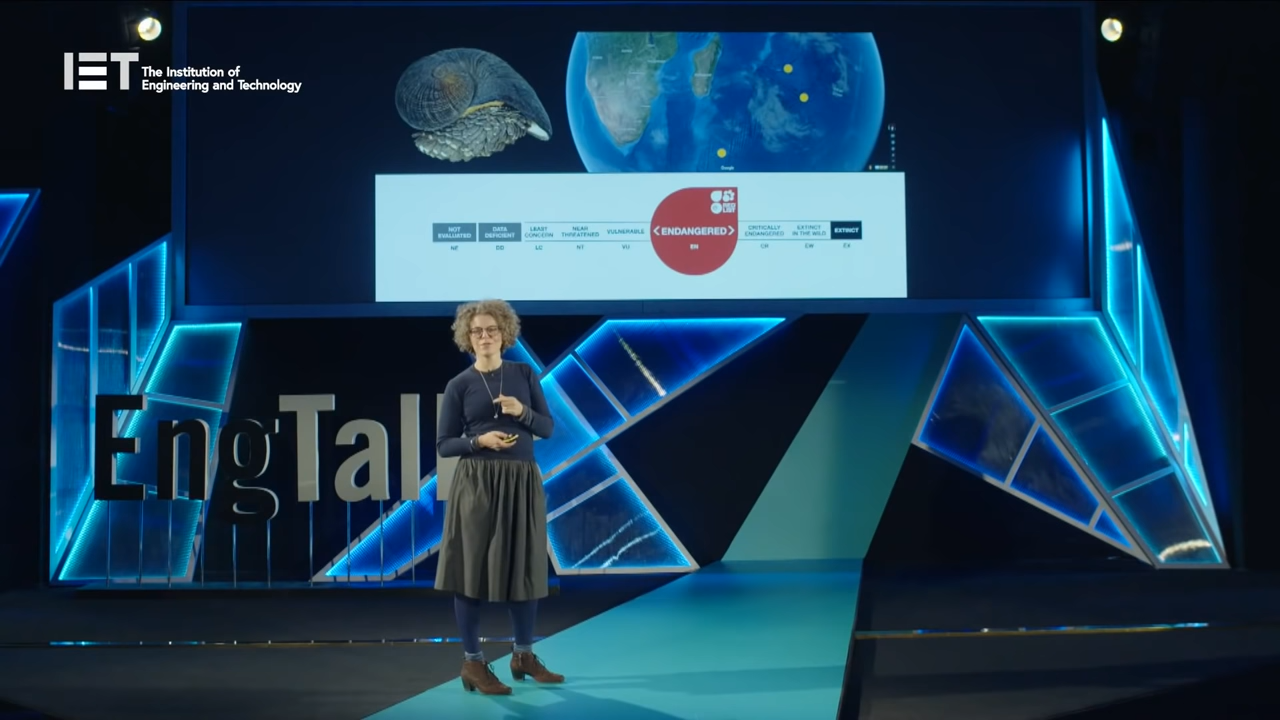 IET The Institution of
Engineering and Technology
NOT
EVALUATED
DATA
DEFICIENT
LEAST
CONCERN
NEAR
THREATENED
VULNERABLE
<ENDANGERED>
CRITICALLY
ENDANGERED
EXTINCT
IN THE WILD
EXTINCT
NE
DD
LC
NT
VU
EN
CR
EW
EX
EngTal